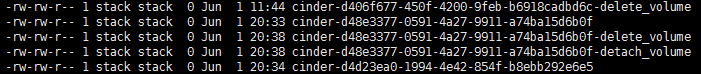 -rw-rw-r-- 1 stack stack 0 Jun 1 11:44 cinder-d406f677-450f-4200-9feb-b6918cadbd6c-delete_volume
-rw-rw-r-- 1 stack stack 0 Jun 1 20:33 cinder-d48e3377-0591-4a27-9911-a74ba15d6b0f
-rw-rw-r-- 1 stack stack 0 Jun 1 20:38 cinder-d48e3377-0591-4a27-9911-a74ba15d6b0f-delete_volume
-rw-rw-r-- 1 stack stack 0 Jun 1 20:38 cinder-d48e3377-0591-4a27-9911-a74ba15d6b0f-detach_volume
-rw-rw-r-- 1 stack stack 0 Jun 1 20:34 cinder-d4d23ea0-1994-4e42-854f-b8ebb292e6e5